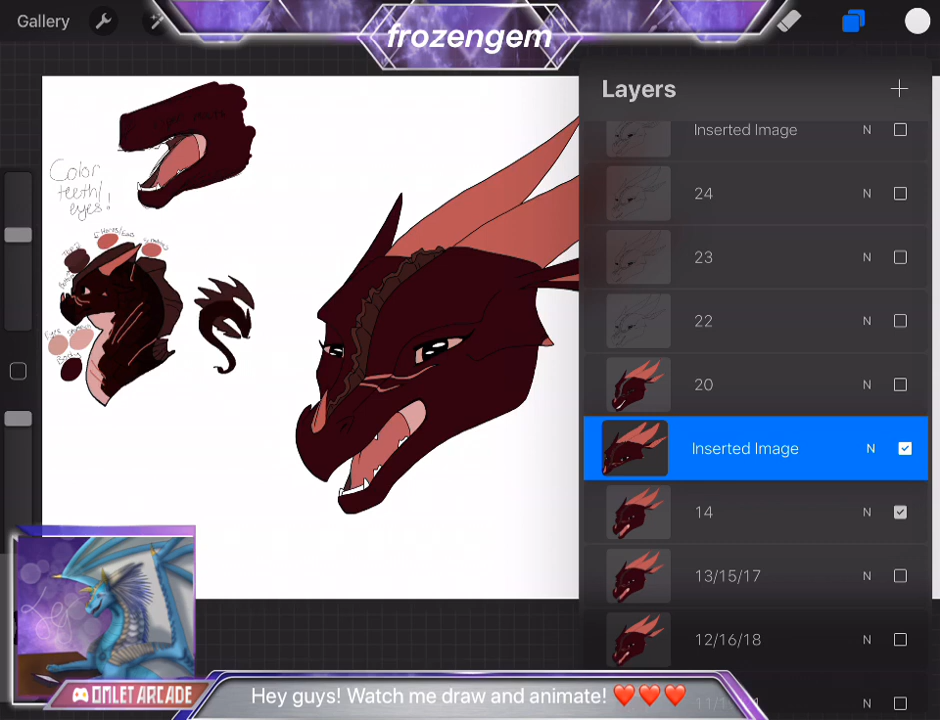 Gallery
frozengem
Layers
Inserted Image N
24 N
23 N
22 N
20 N
Inserted Image N
14 N
13/15/17 N
12/16/18 N
N
Color
teeth/
eyes!
Body
OMLET ARCADE
Hey guys! Watch me draw and animate! ❤️❤️❤️